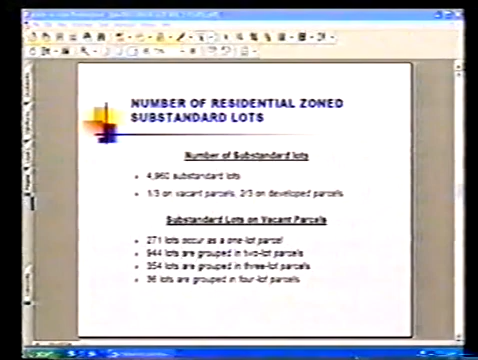 NUMBER OF RESIDENTIAL ZONED
SUBSTANDARD LOTS
Number of Substandard lots
4,960 substandard lots
1/3 on vacant parcels, 2/3 on developed parcels
Substandard Lots on Vacant Parcels
271 lots occur as a one-lot parcel
944 lots are grouped in two-lot parcels
354 lots are grouped in three-lot parcels
36 lots are grouped in four-lot parcels